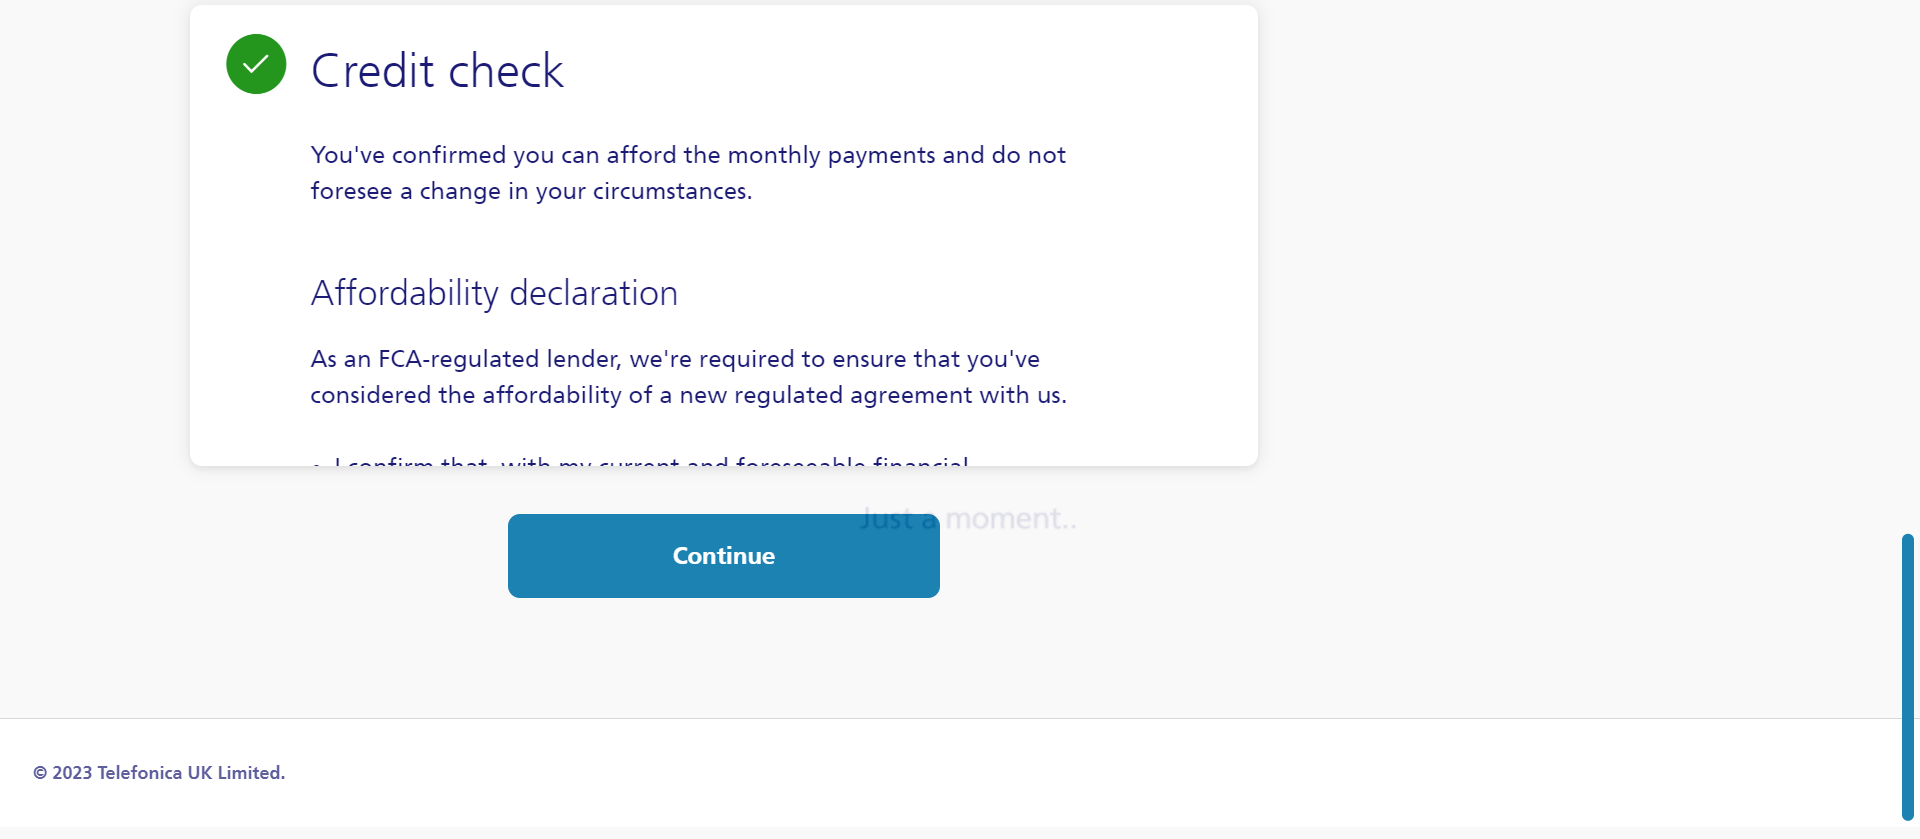 Credit check
You've confirmed you can afford the monthly payments and do not
foresee a change in your circumstances.
Affordability declaration
As an FCA-regulated lender, we're required to ensure that you've
considered the affordability of a new regulated agreement with us.
• I confirm that, with my current and foreseeable financial
Just a moment..
Continue
© 2023 Telefonica UK Limited.